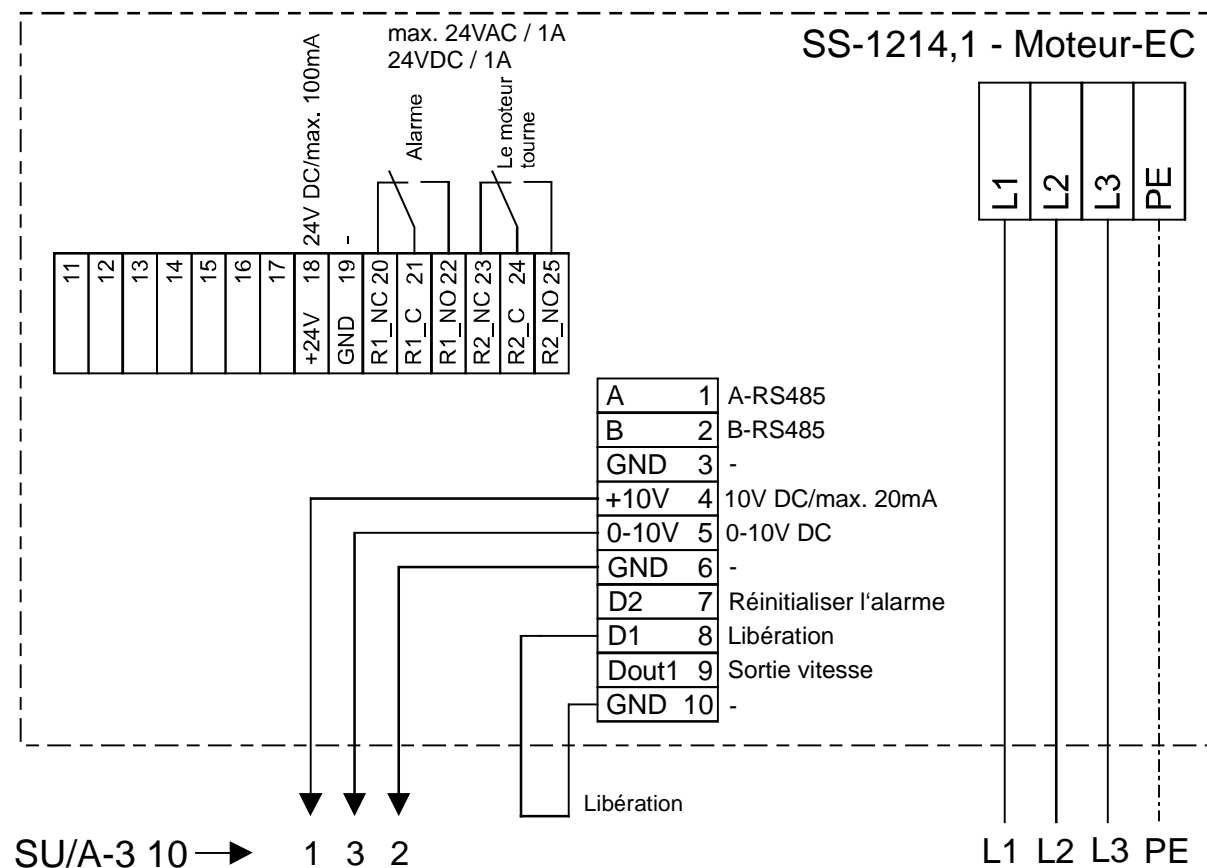 max. 24VAC / 1A
24VDC / 1A
SS-1214,1 - Moteur-EC
24V DC/max. 100mA
-
Alarme
Le moteur
tourne
11
12
13
14
15
16
17
+24V 18
GND 19
R1_NC 20
R1_C 21
R1_NO 22
R2_NC 23
R2_C 24
R2_NO 25
L1
L2
L3
PE
A 1 A-RS485
B 2 B-RS485
GND 3 -
+10V 4 10V DC/max. 20mA
0-10V 5 0-10V DC
GND 6 -
D2 7 Réinitialiser l‘alarme
D1 8 Libération
Dout1 9 Sortie vitesse
GND 10 -
Libération
SU/A-3 10 1 3 2
L1 L2 L3 PE